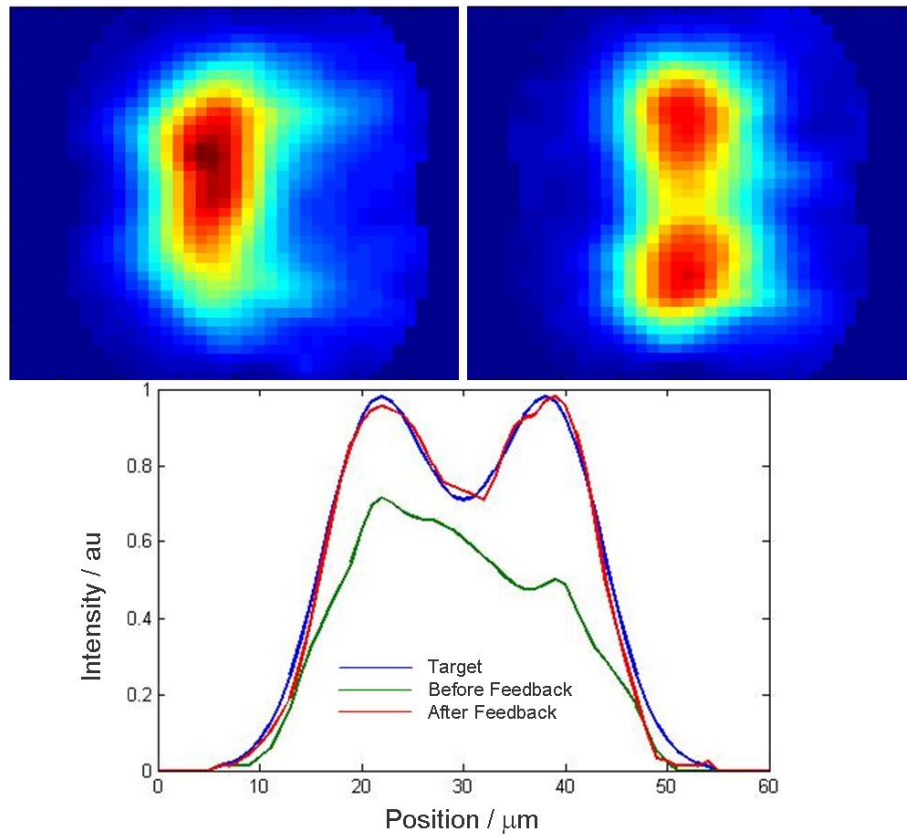 1
0.8
0.6
0.4
0.2
0
Intensity / au
Target
Before Feedback
After Feedback
0 10 20 30 40 50 60
Position / μm